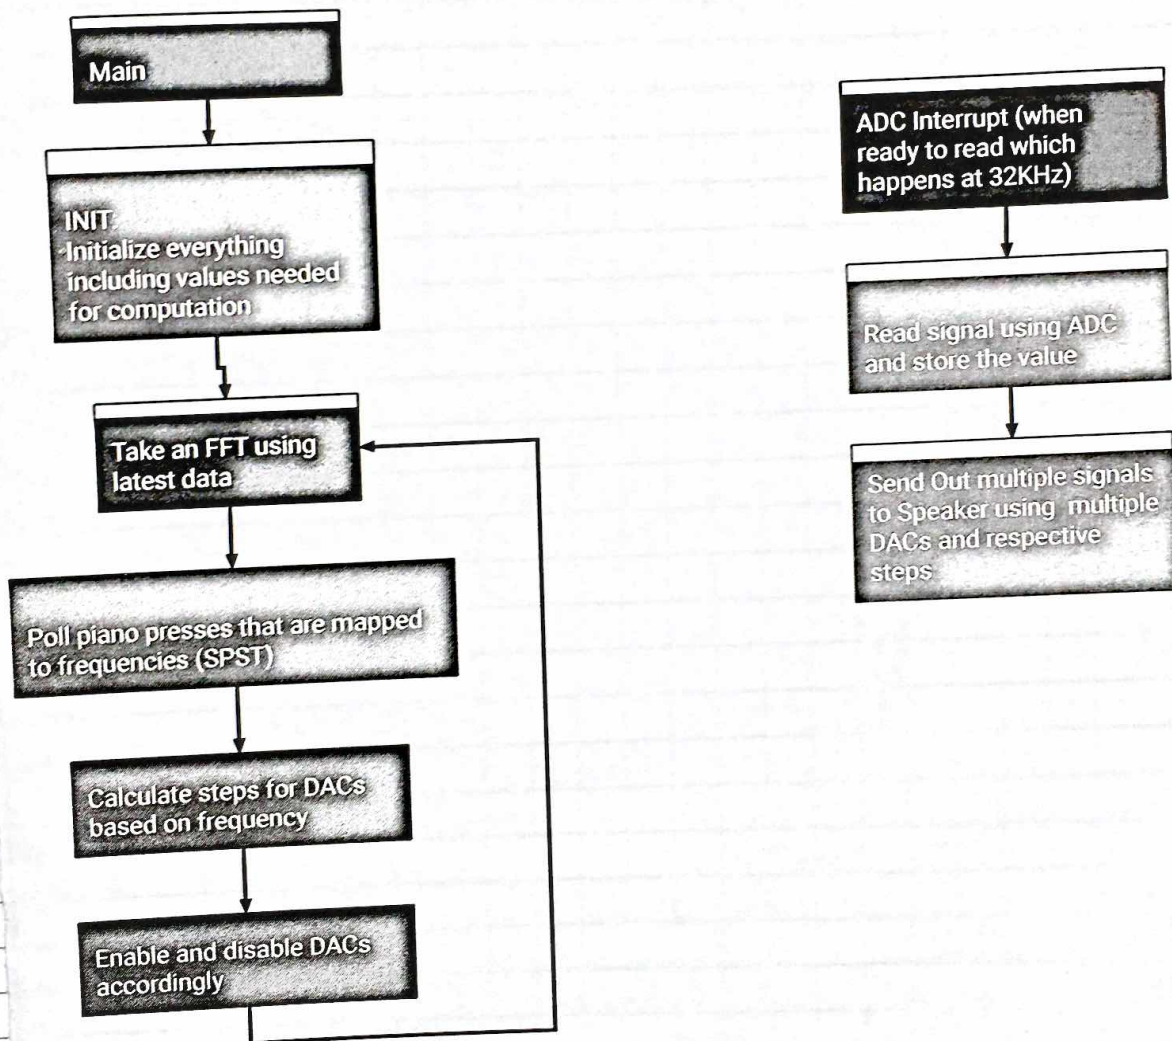 Main
INIT
Initialize everything
including values needed
for computation
Take an FFT using
latest data
Poll piano presses that are mapped
to frequencies (SPST)
Calculate steps for DACs
based on frequency
Enable and disable DACs
accordingly
ADC Interrupt (when
ready to read which
happens at 32KHz)
Read signal using ADC
and store the value
Send Out multiple signals
to Speaker using multiple
DACs and respective
steps